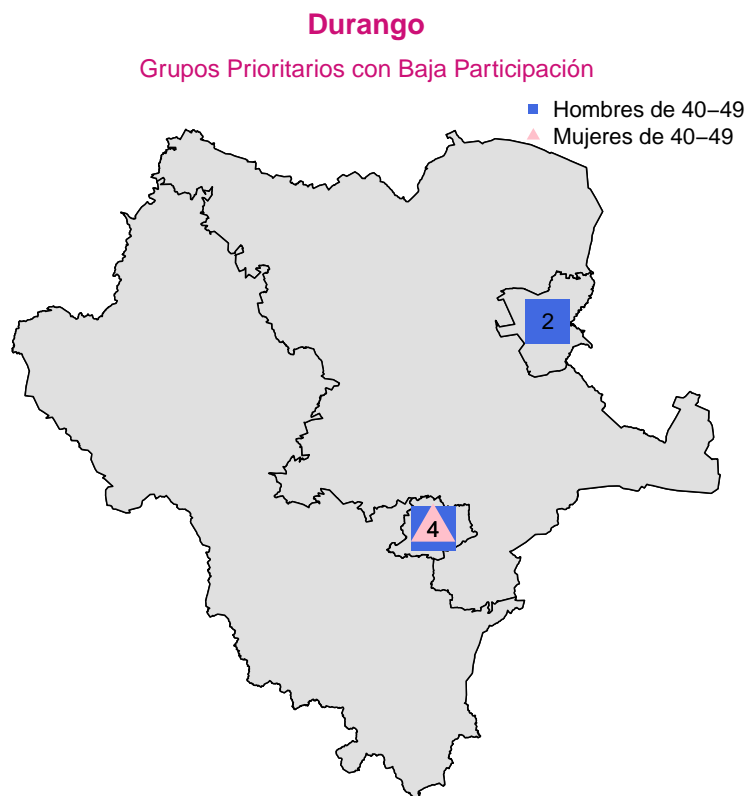 Durango
Grupos Prioritarios con Baja Participación
Hombres de 40−49
Mujeres de 40−49
2
4